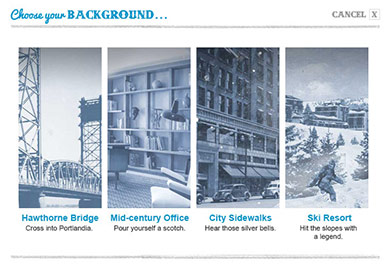 Choose your BACKGROUND...
CANCEL X
Hawthorne Bridge
Cross into Portlandia.
Mid-century Office
Pour yourself a scotch.
City Sidewalks
Hear those silver bells.
Ski Resort
Hit the slopes with
a legend.